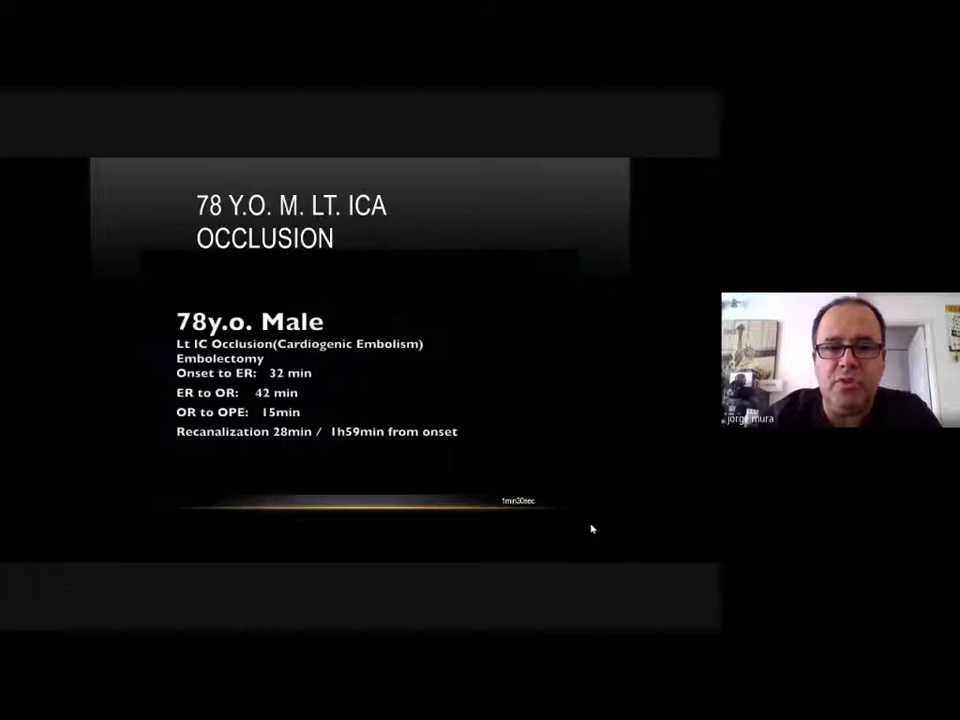 78 Y.O. M. LT. ICA
OCCLUSION
78y.o. Male
Lt IC Occlusion(Cardiogenic Embolism)
Embolectomy
Onset to ER: 32 min
ER to OR: 42 min
OR to OPE: 15min
Recanalization 28min / 1h59min from onset
1min30sec
jorge mura